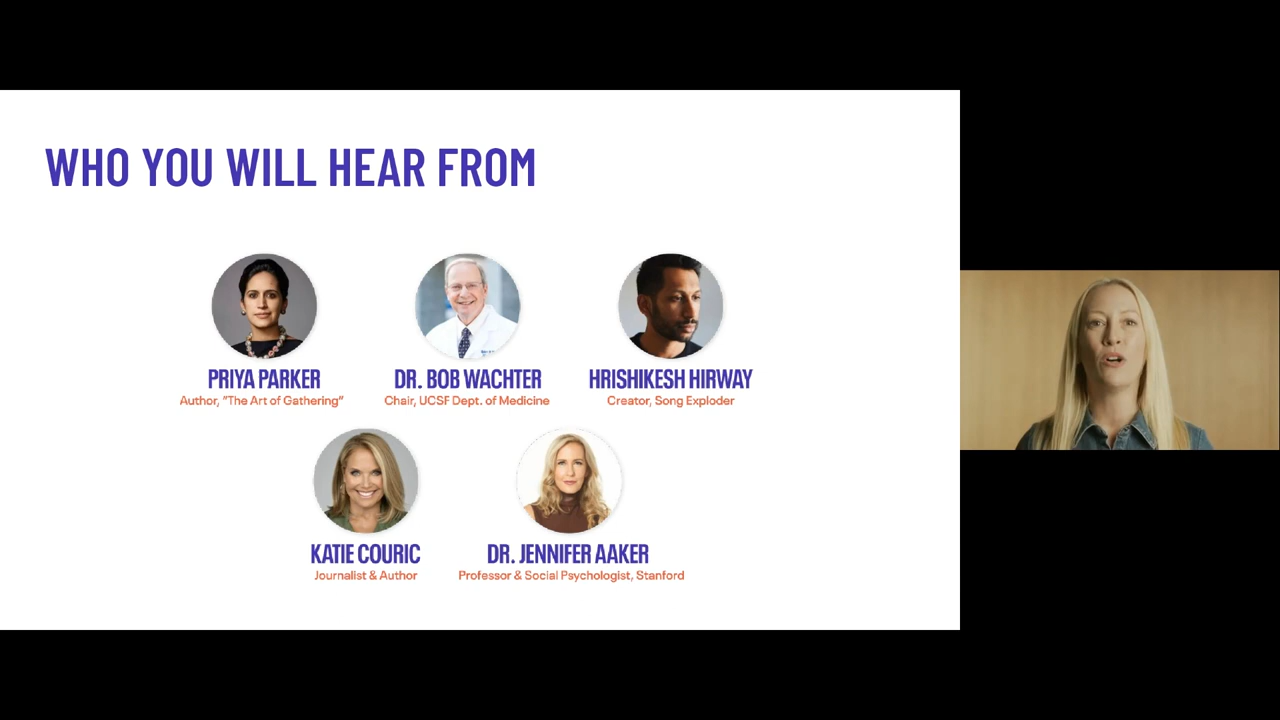 WHO YOU WILL HEAR FROM
PRIYA PARKER
Author, "The Art of Gathering"
DR. BOB WACHTER
Chair, UCSF Dept. of Medicine
HRISHIKESH HIRWAY
Creator, Song Exploder
KATIE COURIC
Journalist & Author
DR. JENNIFER AAKER
Professor & Social Psychologist, Stanford